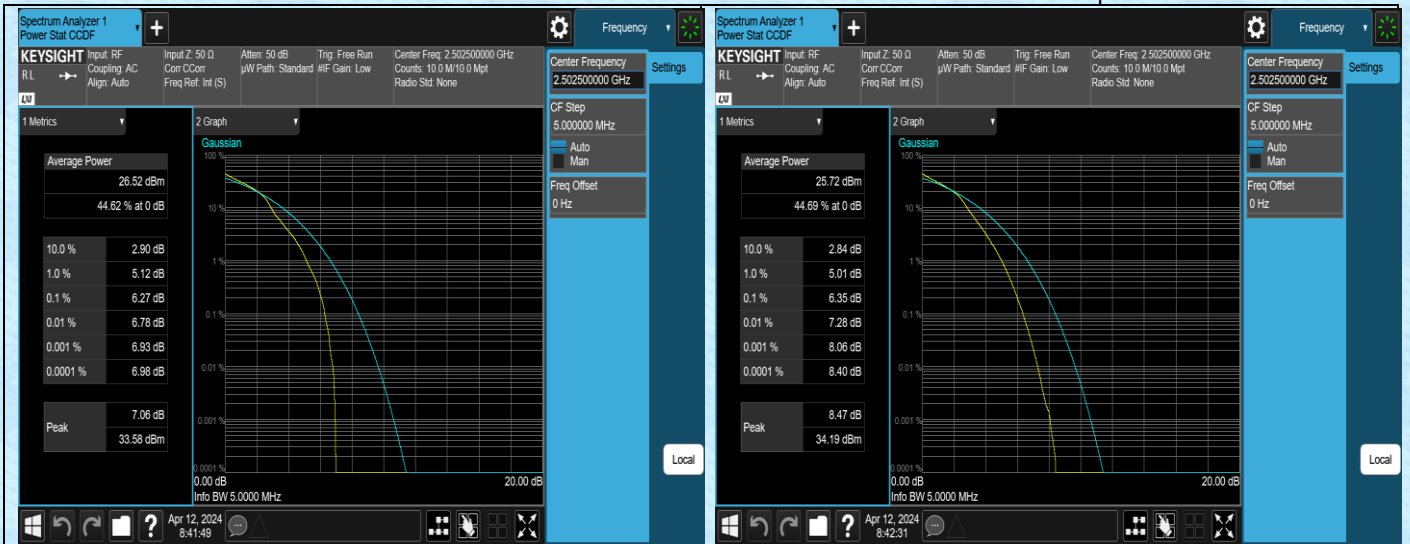 Spectrum Analyzer 1
Power Stat CCDF
+
Frequency
KEYSIGHT
RL
LXI
Input: RF
Coupling: AC
Align: Auto
Input Z: 50 Ω
Corr CCorr
Freq Ref: Int (S)
Atten: 50 dB
µW Path: Standard
Trig: Free Run
#IF Gain: Low
Center Freq: 2.502500000 GHz
Counts: 10.0 M/10.0 Mpt
Radio Std: None
Center Frequency
2.502500000 GHz
Settings
CF Step
5.000000 MHz
Auto
Man
Freq Offset
0 Hz
1 Metrics
Average Power
26.52 dBm
44.62 % at 0 dB
10.0 % 2.90 dB
1.0 % 5.12 dB
0.1 % 6.27 dB
0.01 % 6.78 dB
0.001 % 6.93 dB
0.0001 % 6.98 dB
Peak
7.06 dB
33.58 dBm
2 Graph
Gaussian
100 %
10 %
1 %
0.1 %
0.01 %
0.001 %
0.0001 %
0.00 dB 20.00 dB
Info BW 5.0000 MHz
Local
?
Apr 12, 2024
8:41:49
Spectrum Analyzer 1
Power Stat CCDF
+
Frequency
KEYSIGHT
RL
LXI
Input: RF
Coupling: AC
Align: Auto
Input Z: 50 Ω
Corr CCorr
Freq Ref: Int (S)
Atten: 50 dB
µW Path: Standard
Trig: Free Run
#IF Gain: Low
Center Freq: 2.502500000 GHz
Counts: 10.0 M/10.0 Mpt
Radio Std: None
Center Frequency
2.502500000 GHz
Settings
CF Step
5.000000 MHz
Auto
Man
Freq Offset
0 Hz
1 Metrics
Average Power
25.72 dBm
44.69 % at 0 dB
10.0 % 2.84 dB
1.0 % 5.01 dB
0.1 % 6.35 dB
0.01 % 7.28 dB
0.001 % 8.06 dB
0.0001 % 8.40 dB
Peak
8.47 dB
34.19 dBm
2 Graph
Gaussian
100 %
10 %
1 %
0.1 %
0.01 %
0.001 %
0.0001 %
0.00 dB 20.00 dB
Info BW 5.0000 MHz
Local
?
Apr 12, 2024
8:42:31